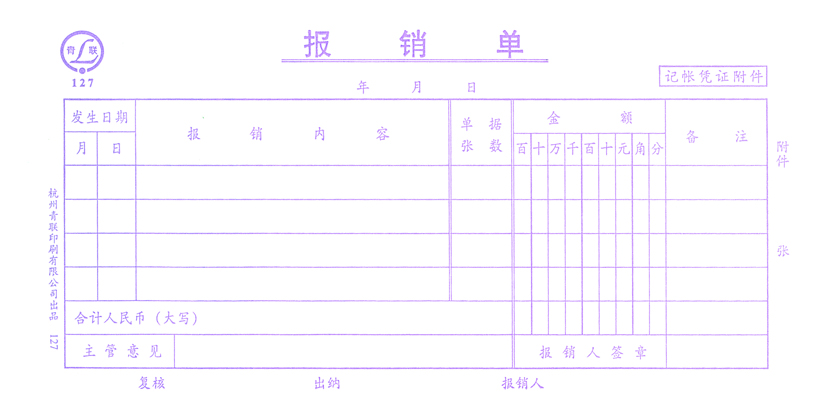 报销单
青联
127
年 月 日
记帐凭证附件
发生日期 报销内容 单据张数 金额 备注
月 日 百 十 万 千 百 十 元 角 分
附件 张
合计人民币（大写）
主管意见 报销人签章
复核 出纳 报销人
杭州青联印刷有限公司出品 127